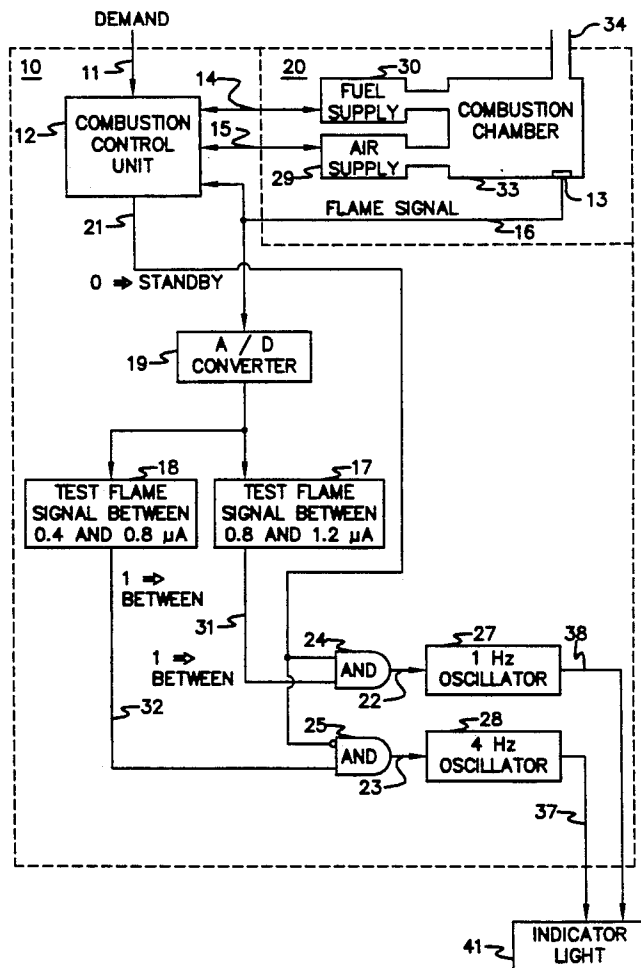 DEMAND
34
11
10
20
30
14
FUEL
SUPPLY
COMBUSTION
CHAMBER
12
COMBUSTION
CONTROL
UNIT
15
AIR
SUPPLY
29
33
13
21
FLAME SIGNAL
16
0 ⇒ STANDBY
A / D
CONVERTER
19
18
17
TEST FLAME
SIGNAL BETWEEN
0.4 AND 0.8 µA
TEST FLAME
SIGNAL BETWEEN
0.8 AND 1.2 µA
1 ⇒
BETWEEN
31
1 ⇒
BETWEEN
24
27
38
AND
1 Hz
OSCILLATOR
22
32
25
28
AND
4 Hz
OSCILLATOR
23
37
INDICATOR
LIGHT
41